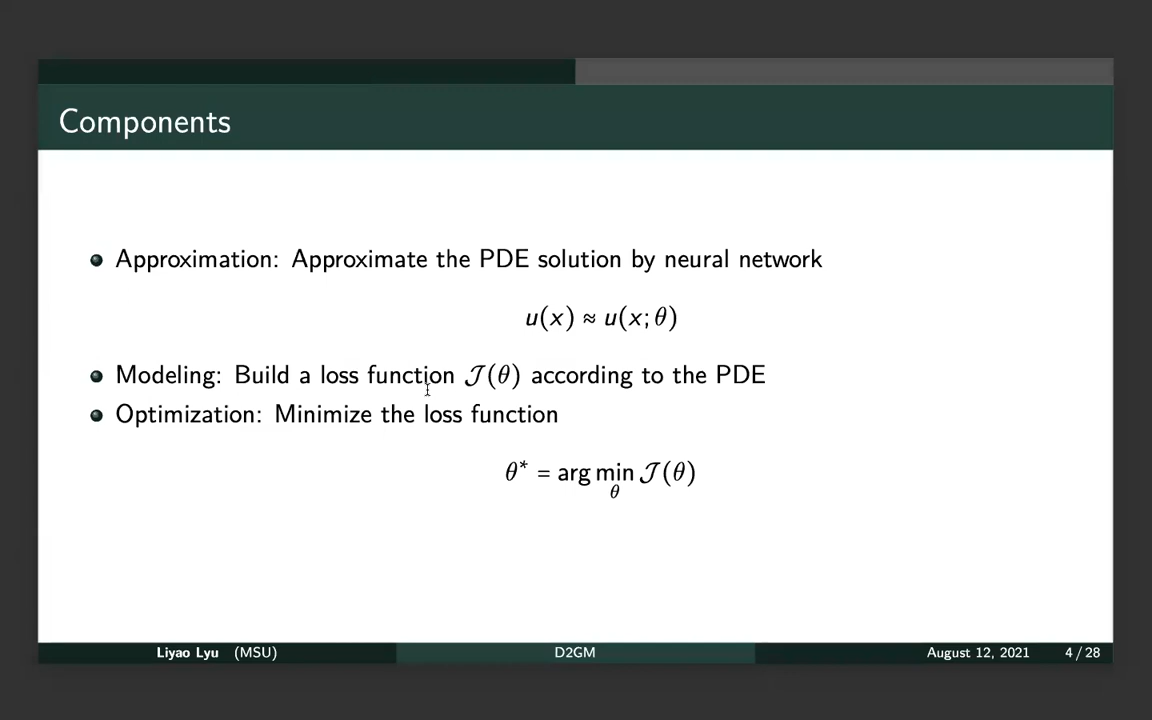 Components
Approximation: Approximate the PDE solution by neural network
u(x) ≈ u(x; θ)
Modeling: Build a loss function 𝒥(θ) according to the PDE
Optimization: Minimize the loss function
θ* = arg min 𝒥(θ)
θ
Liyao Lyu (MSU) D2GM August 12, 2021 4 / 28